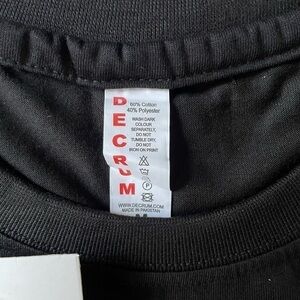 DECRUM
60% Cotton
40% Polyester
WASH DARK
COLOUR
SEPARATELY,
DO NOT
TUMBLE DRY,
DO NOT
IRON ON PRINT
P
WWW.DECRUM.COM
MADE IN PAKISTAN